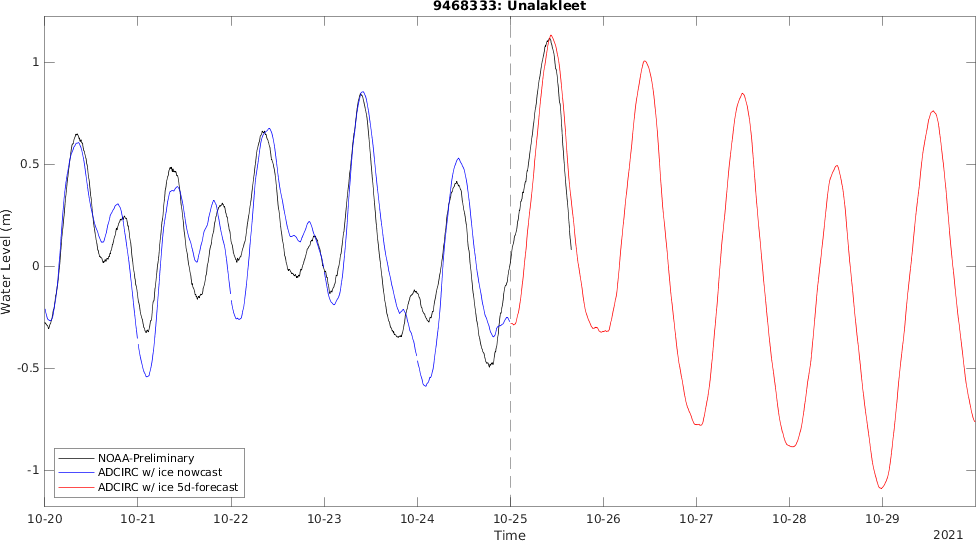 9468333: Unalakleet
Water Level (m)
1
0.5
0
-0.5
-1
NOAA-Preliminary
ADCIRC w/ ice nowcast
ADCIRC w/ ice 5d-forecast
10-20 10-21 10-22 10-23 10-24 10-25 10-26 10-27 10-28 10-29
Time
2021